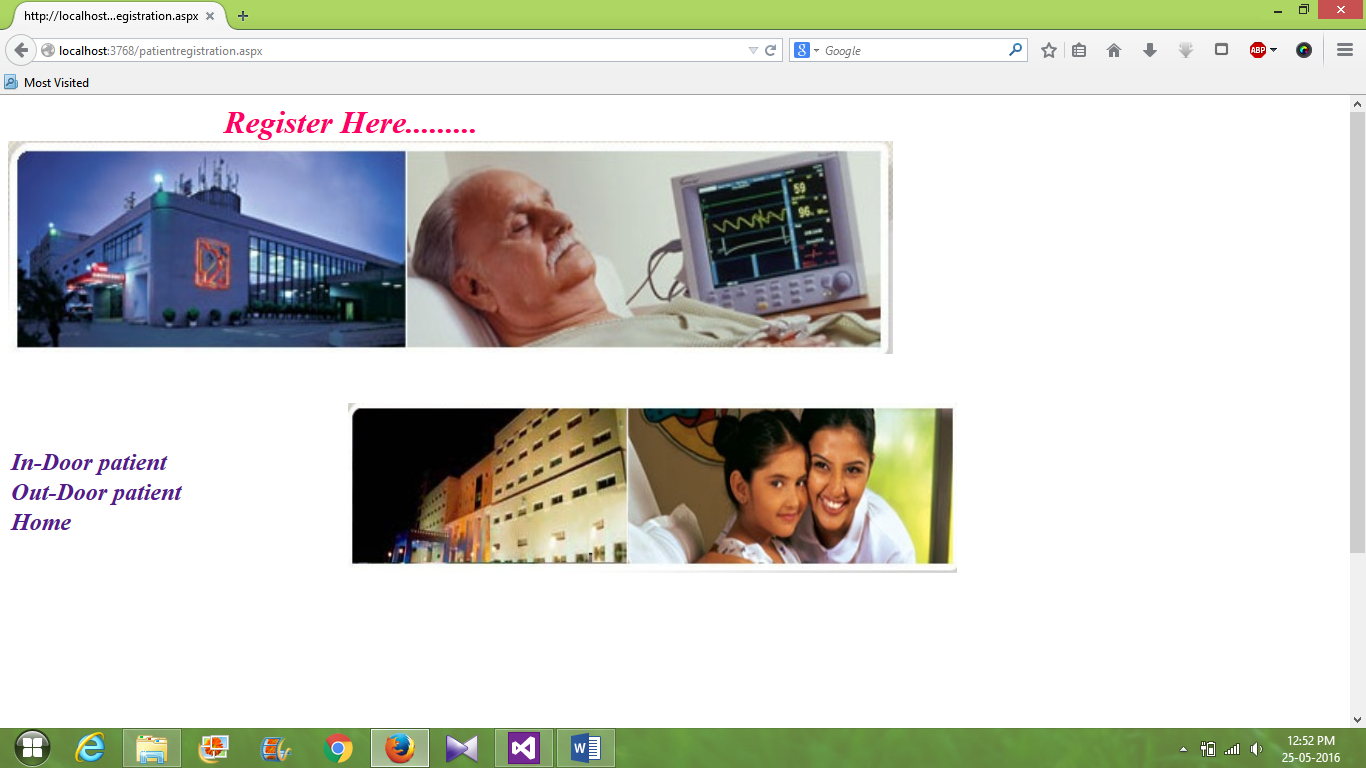 http://localhost...egistration.aspx
localhost:3768/patientregistration.aspx
Google
ABP
Most Visited
Register Here.........
59
96
In-Door patient
Out-Door patient
Home
12:52 PM
25-05-2016